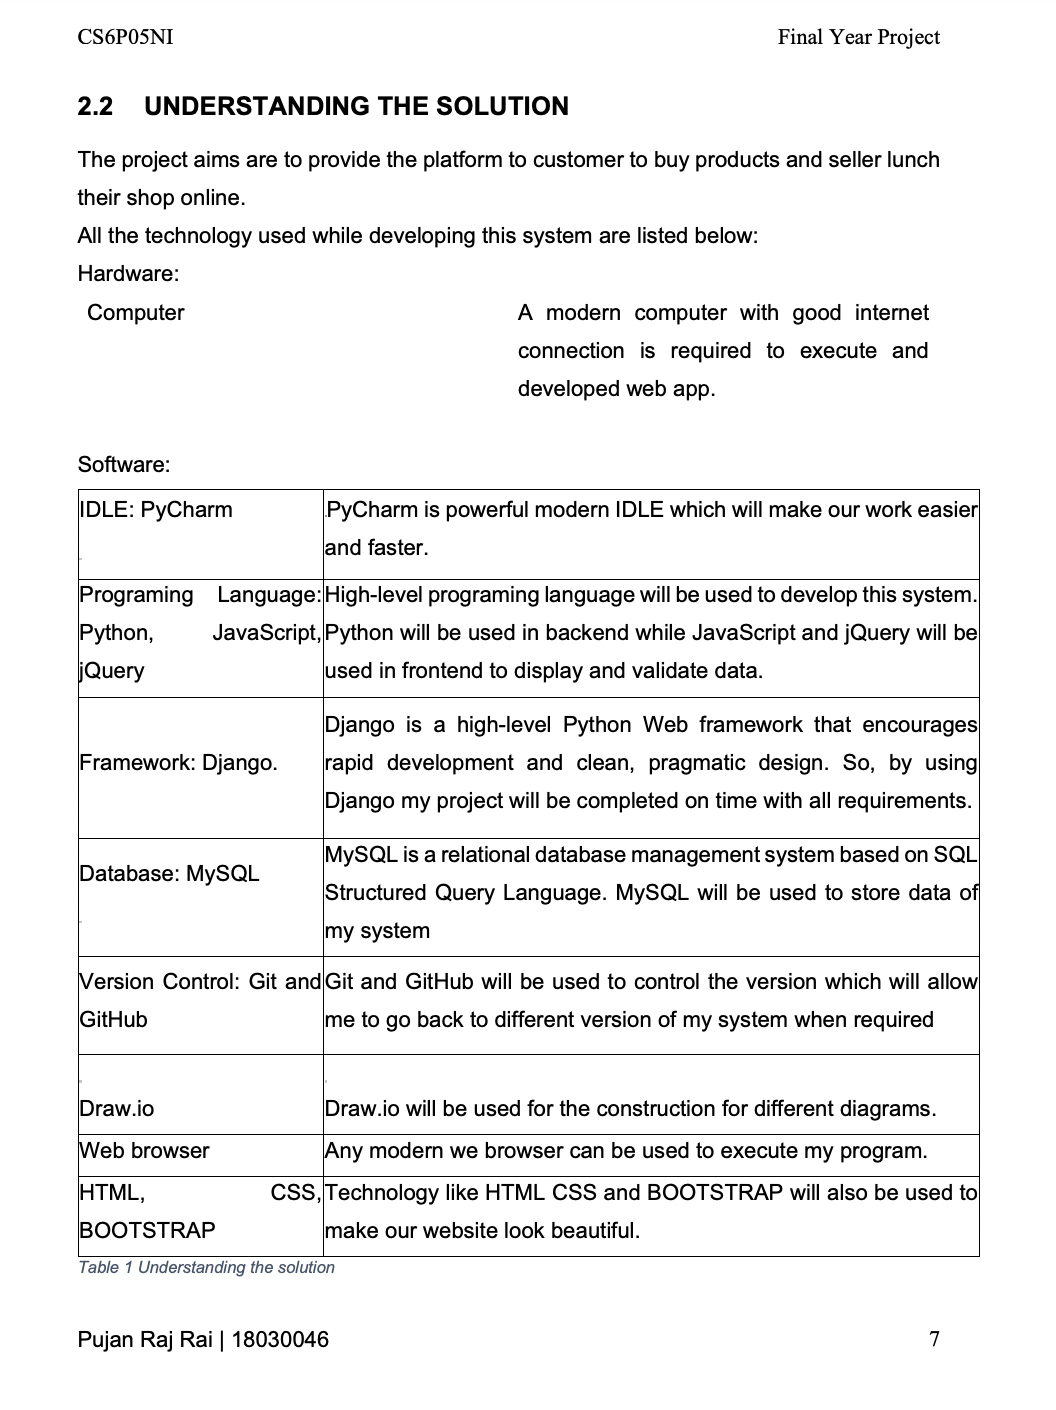 CS6P05NI Final Year Project
2.2 UNDERSTANDING THE SOLUTION
The project aims are to provide the platform to customer to buy products and seller lunch
their shop online.
All the technology used while developing this system are listed below:
Hardware:
Computer A modern computer with good internet
connection is required to execute and
developed web app.
Software:
IDLE: PyCharm PyCharm is powerful modern IDLE which will make our work easier
and faster.
Programing Language: High-level programing language will be used to develop this system.
Python, JavaScript, Python will be used in backend while JavaScript and jQuery will be
jQuery used in frontend to display and validate data.
Django is a high-level Python Web framework that encourages
Framework: Django. rapid development and clean, pragmatic design. So, by using
Django my project will be completed on time with all requirements.
MySQL is a relational database management system based on SQL
Database: MySQL
Structured Query Language. MySQL will be used to store data of
my system
Version Control: Git and Git and GitHub will be used to control the version which will allow
GitHub me to go back to different version of my system when required
Draw.io Draw.io will be used for the construction for different diagrams.
Web browser Any modern we browser can be used to execute my program.
HTML, CSS, Technology like HTML CSS and BOOTSTRAP will also be used to
BOOTSTRAP make our website look beautiful.
Table 1 Understanding the solution
Pujan Raj Rai | 18030046 7